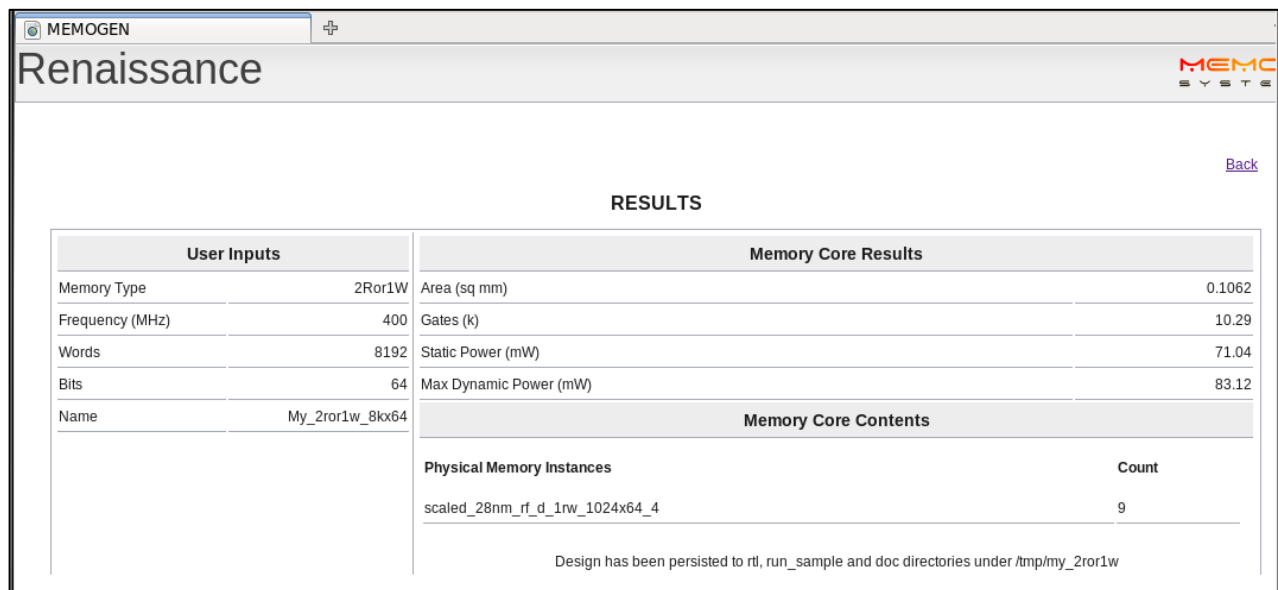 MEMOGEN
Renaissance
MEMO
SYSTE
Back
RESULTS
User Inputs
Memory Core Results
Memory Type 2Ror1W
Area (sq mm) 0.1062
Frequency (MHz) 400
Gates (k) 10.29
Words 8192
Static Power (mW) 71.04
Bits 64
Max Dynamic Power (mW) 83.12
Name My_2ror1w_8kx64
Memory Core Contents
Physical Memory Instances Count
scaled_28nm_rf_d_1rw_1024x64_4 9
Design has been persisted to rtl, run_sample and doc directories under /tmp/my_2ror1w